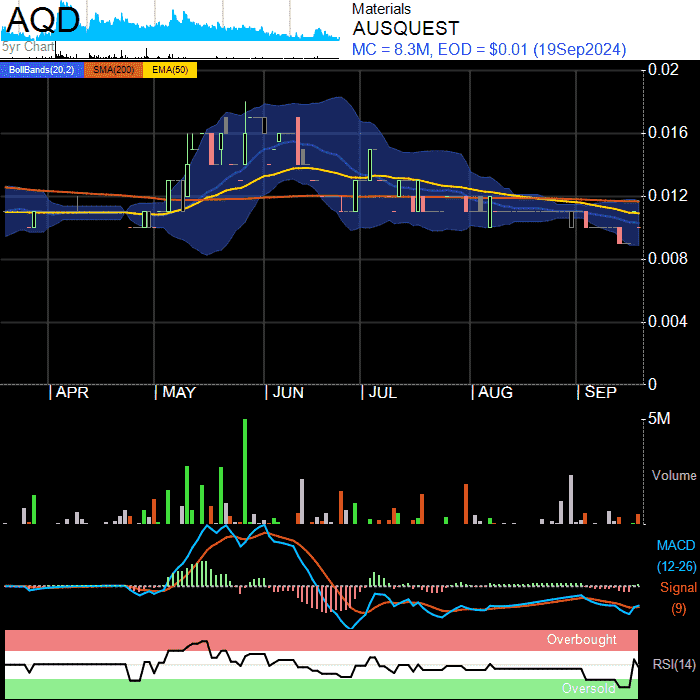 AQD
5yr Chart
Materials
AUSQUEST
MC = 8.3M, EOD = $0.01 (19Sep2024)
BollBands(20,2) SMA(200) EMA(50)
0.02
0.016
0.012
0.008
0.004
0
APR MAY JUN JUL AUG SEP
5M
Volume
MACD
(12-26)
Signal
(9)
Overbought
RSI(14)
Oversold